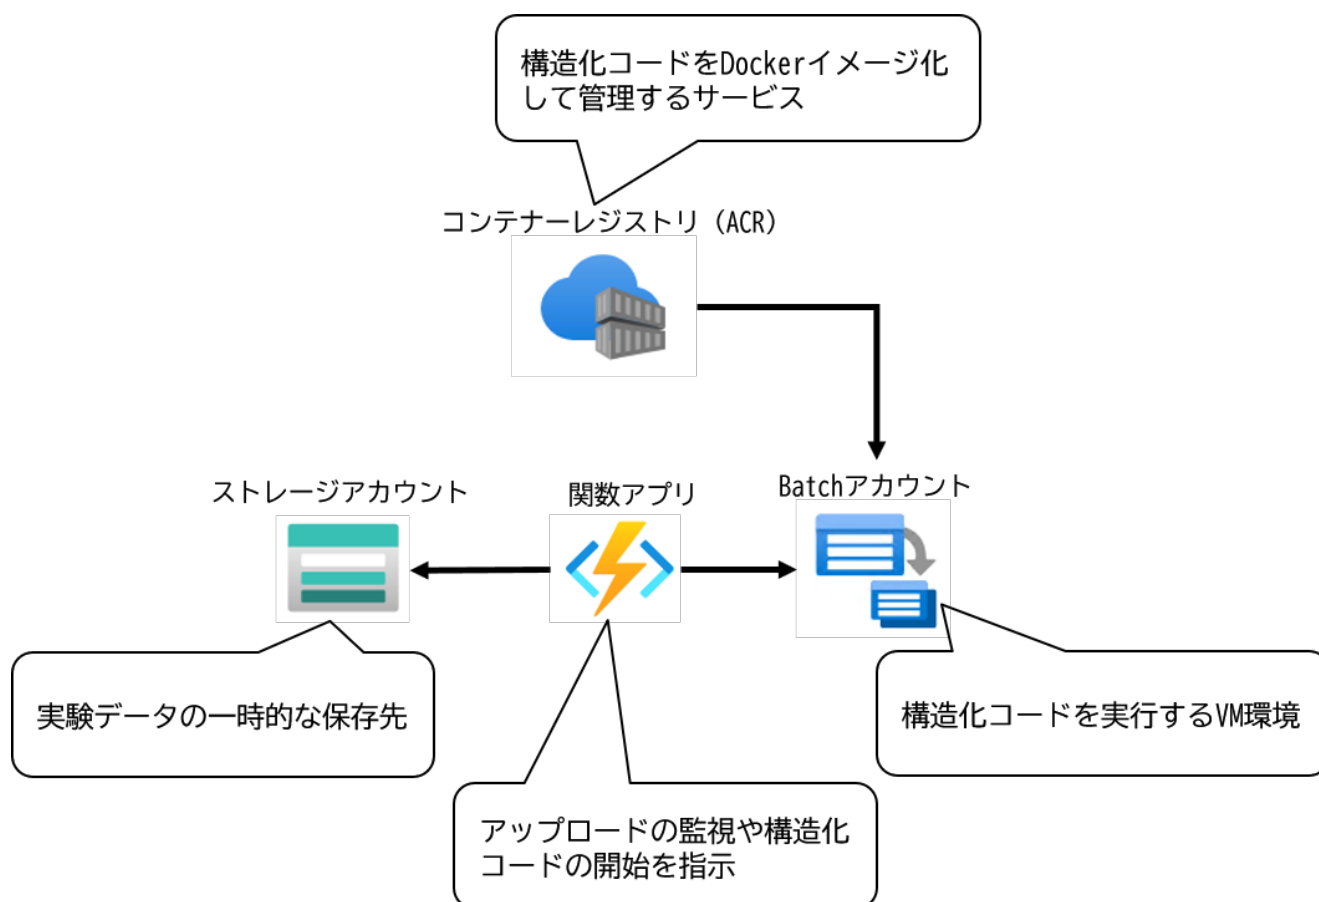 構造化コードをDockerイメージ化
して管理するサービス
コンテナーレジストリ（ACR）
ストレージアカウント
関数アプリ
Batchアカウント
実験データの一時的な保存先
構造化コードを実行するVM環境
アップロードの監視や構造化
コードの開始を指示